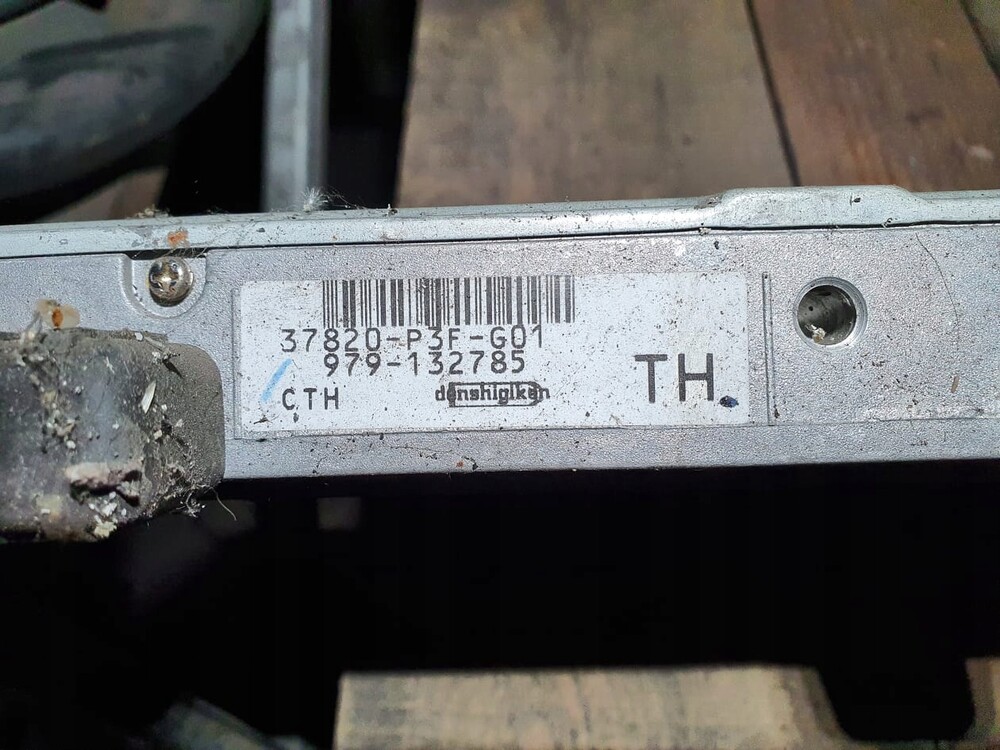 37820-P3F-G01
979-132785
CTH
denshigiken
TH